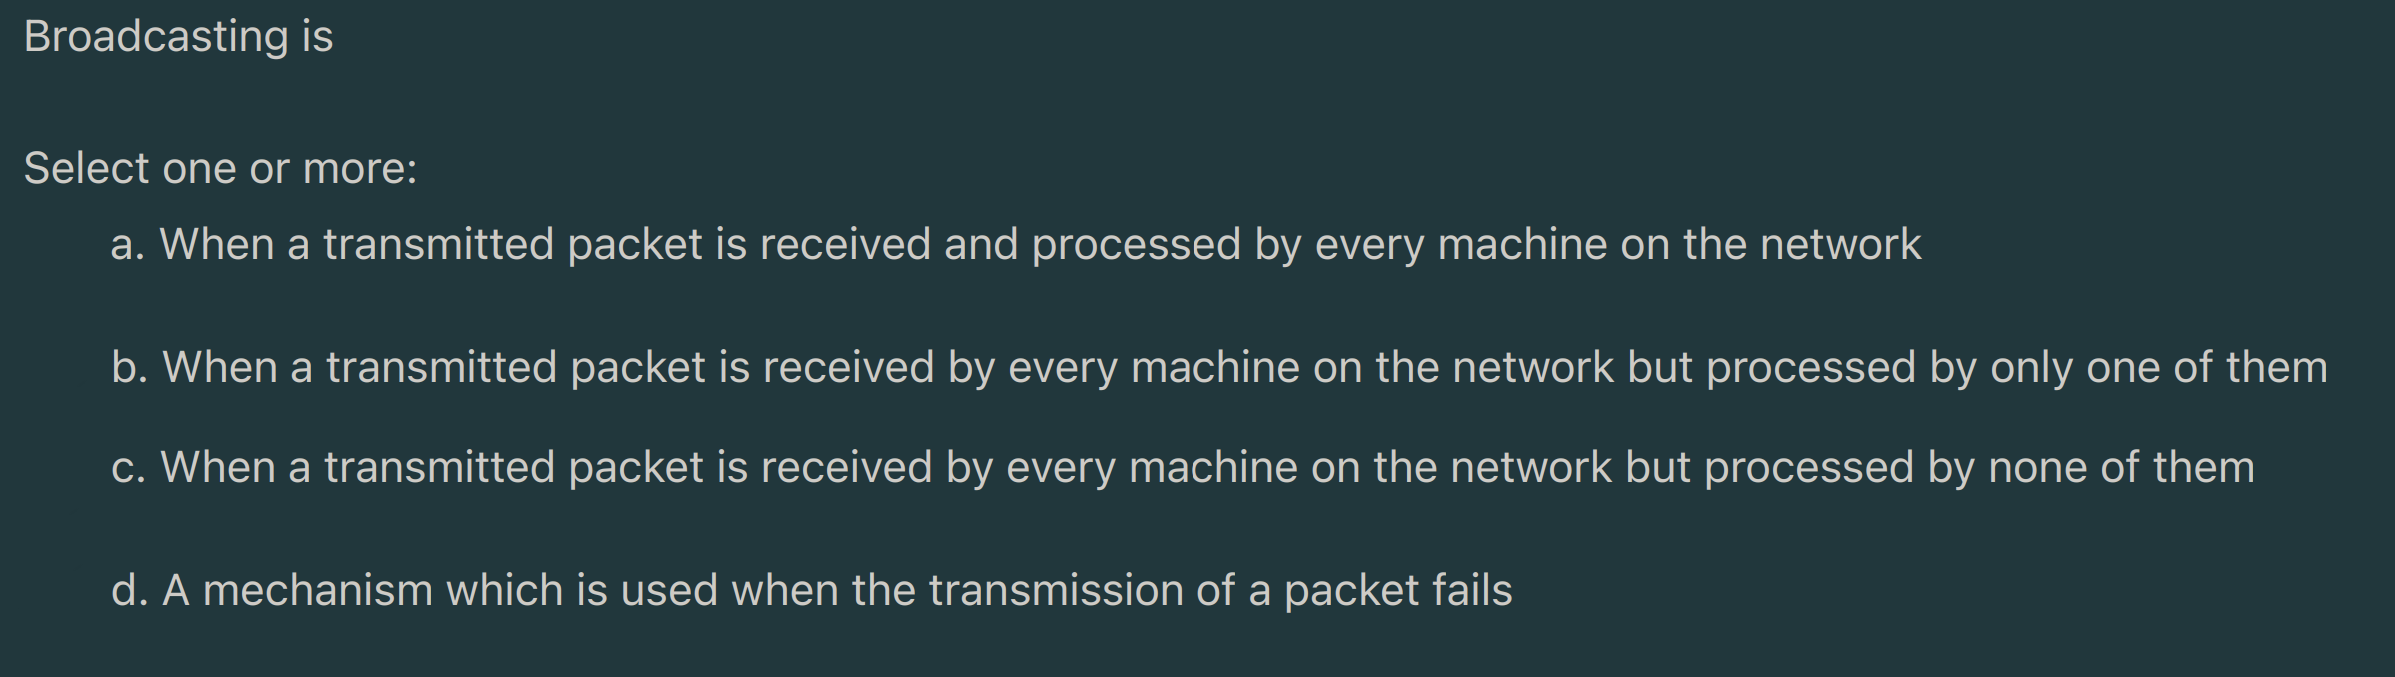 Broadcasting is
Select one or more:
a. When a transmitted packet is received and processed by every machine on the network
b. When a transmitted packet is received by every machine on the network but processed by only one of them
c. When a transmitted packet is received by every machine on the network but processed by none of them
d. A mechanism which is used when the transmission of a packet fails